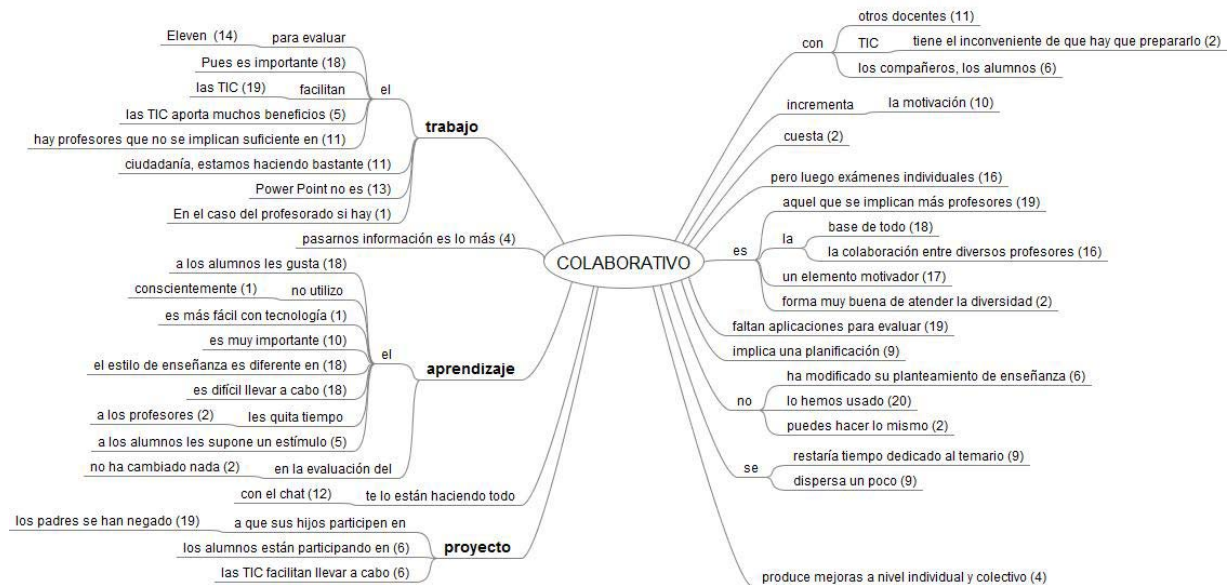 Eleven (14)
para evaluar
Pues es importante (18)
las TIC (19)
facilitan
el
las TIC aporta muchos beneficios (5)
hay profesores que no se implican suficiente en (11)
trabajo
ciudadanía, estamos haciendo bastante (11)
Power Point no es (13)
En el caso del profesorado si hay (1)
pasarnos información es lo más (4)
a los alumnos les gusta (18)
conscientemente (1)
no utilizo
es más fácil con tecnología (1)
es muy importante (10)
el
el estilo de enseñanza es diferente en (18)
aprendizaje
es difícil llevar a cabo (18)
a los profesores (2)
les quita tiempo
a los alumnos les supone un estímulo (5)
no ha cambiado nada (2)
en la evaluación del
con el chat (12)
te lo están haciendo todo
los padres se han negado (19)
a que sus hijos participen en
los alumnos están participando en (6)
proyecto
las TIC facilitan llevar a cabo (6)
COLABORATIVO
otros docentes (11)
con
TIC
tiene el inconveniente de que hay que prepararlo (2)
los compañeros, los alumnos (6)
incrementa
la motivación (10)
cuesta (2)
pero luego exámenes individuales (16)
aquel que se implican más profesores (19)
es
la
base de todo (18)
la colaboración entre diversos profesores (16)
un elemento motivador (17)
forma muy buena de atender la diversidad (2)
faltan aplicaciones para evaluar (19)
implica una planificación (9)
no
ha modificado su planteamiento de enseñanza (6)
lo hemos usado (20)
puedes hacer lo mismo (2)
se
restaría tiempo dedicado al temario (9)
dispersa un poco (9)
produce mejoras a nivel individual y colectivo (4)